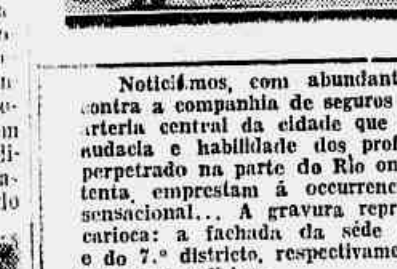 Noticiámos, com abundant
contra a companhia de seguros
arteria central da cidade que
audacia e habilidade dos prof
perpetrado na parte do Rio on
tenta emprestam á occurrenc
sensacional... A gravura repr
carioca: a fachada da séde
e do 7.º districto, respectivame